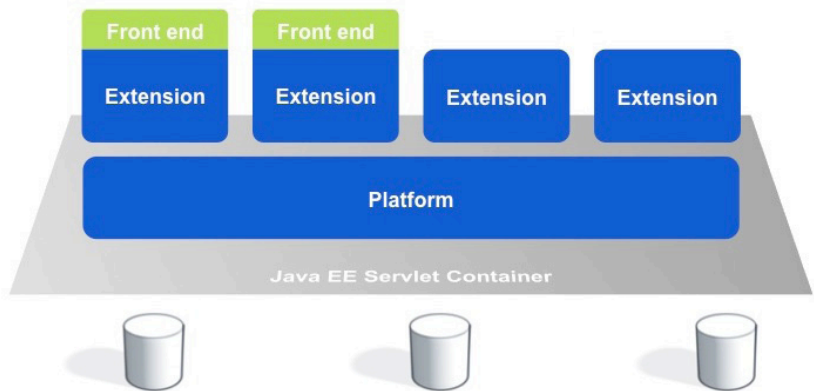 Front end
Front end
Extension
Extension
Extension
Extension
Platform
Java EE Servlet Container